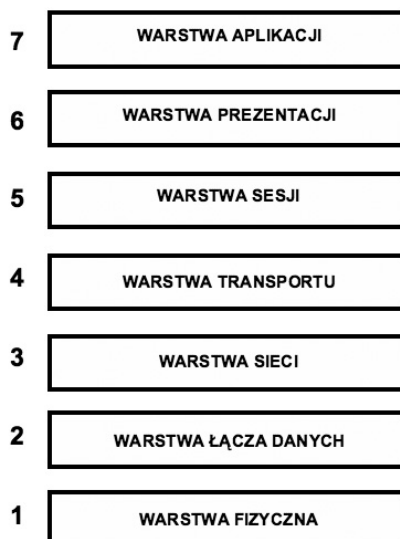 7 WARSTWA APLIKACJI
6 WARSTWA PREZENTACJI
5 WARSTWA SESJI
4 WARSTWA TRANSPORTU
3 WARSTWA SIECI
2 WARSTWA ŁĄCZA DANYCH
1 WARSTWA FIZYCZNA